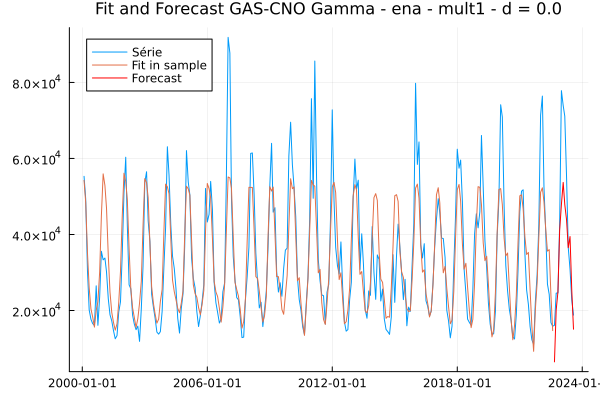 Fit and Forecast GAS-CNO Gamma - ena - mult1 - d = 0.0
Série
Fit in sample
Forecast
8.0×10⁴
6.0×10⁴
4.0×10⁴
2.0×10⁴
2000-01-01 2006-01-01 2012-01-01 2018-01-01 2024-01-